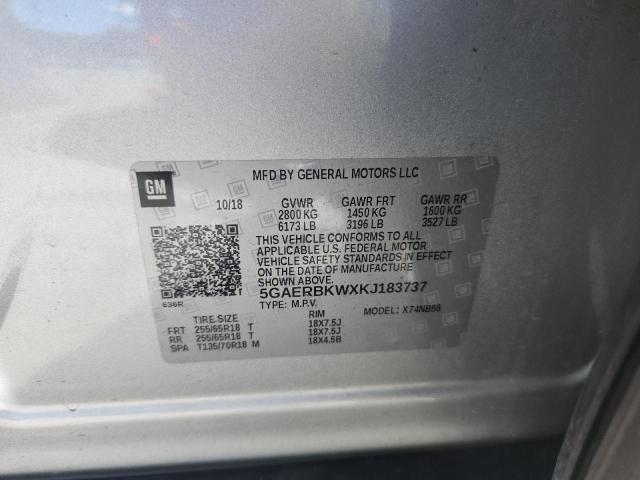 GM
MFD BY GENERAL MOTORS LLC
10/18 GVWR GAWR FRT GAWR RR
2800 KG 1450 KG 1600 KG
6173 LB 3196 LB 3527 LB
THIS VEHICLE CONFORMS TO ALL
APPLICABLE U.S. FEDERAL MOTOR
VEHICLE SAFETY STANDARDS IN EFFECT
ON THE DATE OF MANUFACTURE
SHOWN ABOVE.
636R
5GAERBKWXKJ183737
TYPE: M.P.V. MODEL: X74NB56
TIRE SIZE RIM
FRT 255/65R18 T 18X7.5J
RR 255/65R18 T 18X7.5J
SPA T135/70R18 M 18X4.5B